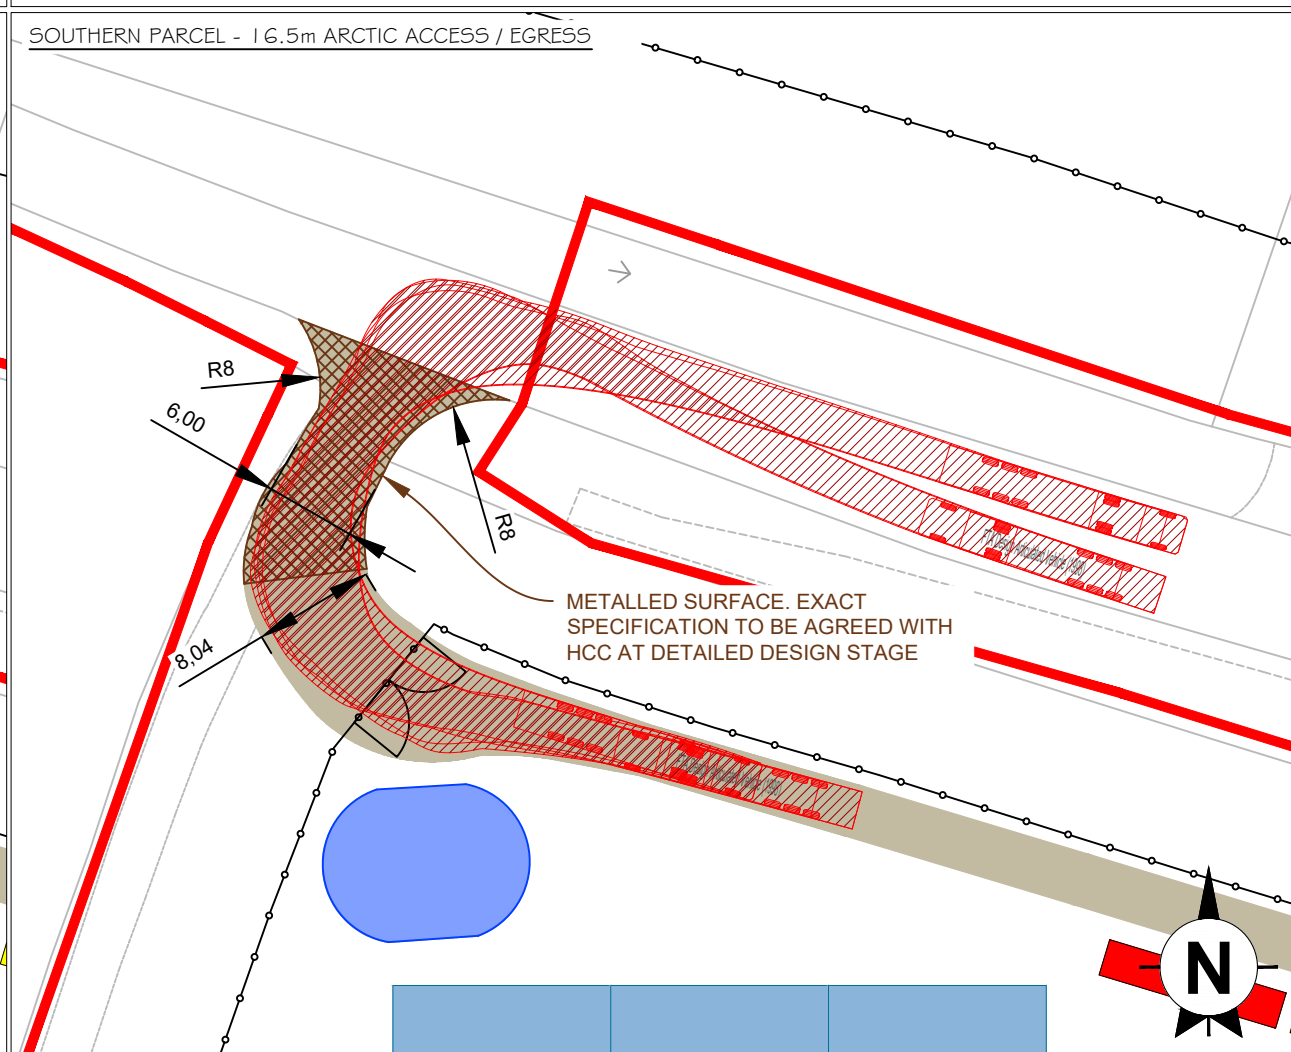 SOUTHERN PARCEL - 16.5m ARCTIC ACCESS / EGRESS
R8
6,00
R8
METALLED SURFACE. EXACT
SPECIFICATION TO BE AGREED WITH
HCC AT DETAILED DESIGN STAGE
8,04
N